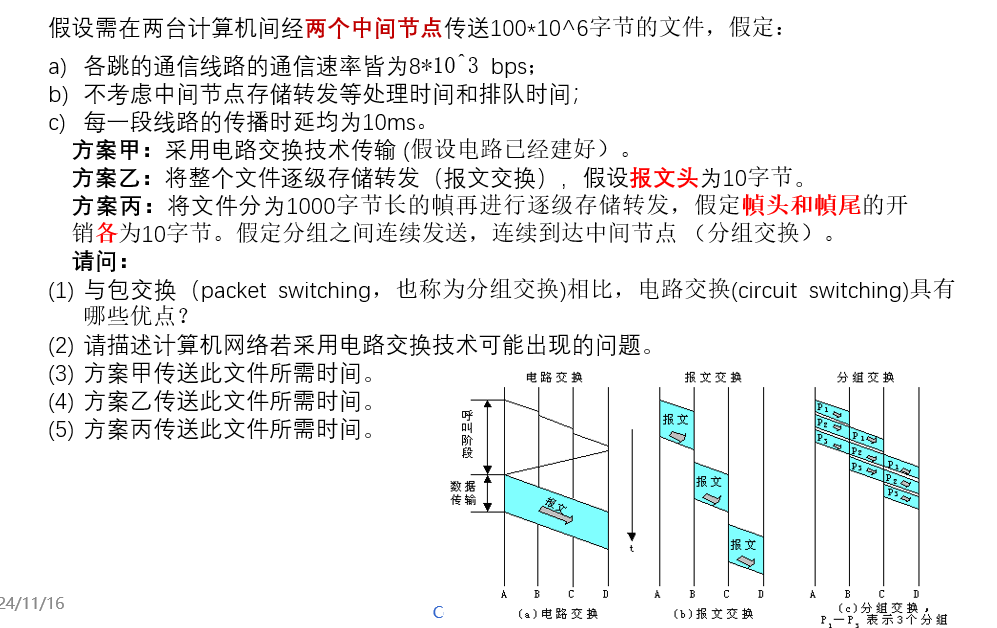 假设需在两台计算机间经两个中间节点传送100*10^6字节的文件，假定：
a) 各跳的通信线路的通信速率皆为8*10^3 bps；
b) 不考虑中间节点存储转发等处理时间和排队时间；
c) 每一段线路的传播时延均为10ms。
方案甲：采用电路交换技术传输 (假设电路已经建好）。
方案乙：将整个文件逐级存储转发（报文交换）, 假设报文头为10字节。
方案丙：将文件分为1000字节长的帧再进行逐级存储转发，假定帧头和帧尾的开
销各为10字节。假定分组之间连续发送，连续到达中间节点 （分组交换）。
请问：
(1) 与包交换（packet switching，也称为分组交换)相比，电路交换(circuit switching)具有
哪些优点?
(2) 请描述计算机网络若采用电路交换技术可能出现的问题。
(3) 方案甲传送此文件所需时间。
(4) 方案乙传送此文件所需时间。
(5) 方案丙传送此文件所需时间。
电路交换 报文交换 分组交换
呼叫阶段
数据传输
报文
t
报文
报文
报文
P1
P2 P1
P3 P2 P1
P3 P2
P3
A B C D A B C D A B C D
(a)电路交换 (b)报文交换 (c)分组交换，
P1—P3 表示3个分组
24/11/16
C